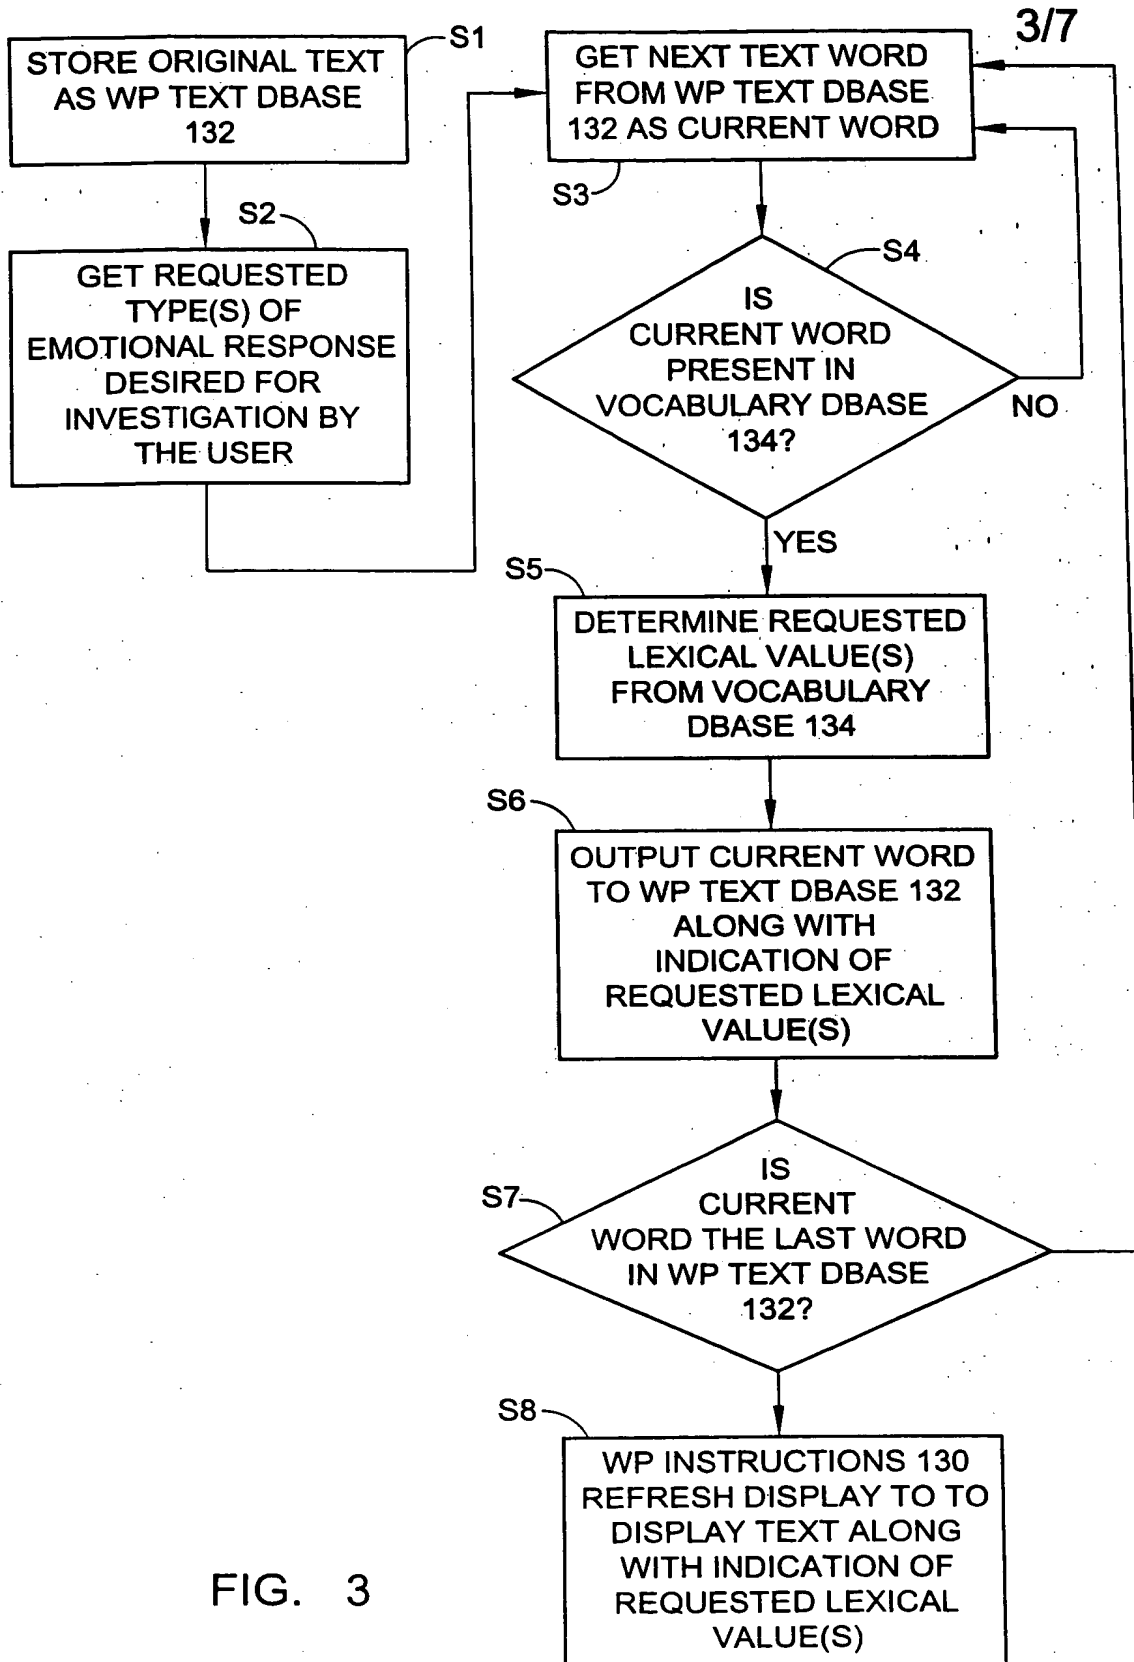 3/7
STORE ORIGINAL TEXT
AS WP TEXT DBASE
132
S1
S2
GET REQUESTED
TYPE(S) OF
EMOTIONAL RESPONSE
DESIRED FOR
INVESTIGATION BY
THE USER
GET NEXT TEXT WORD
FROM WP TEXT DBASE
132 AS CURRENT WORD
S3
S4
IS
CURRENT WORD
PRESENT IN
VOCABULARY DBASE
134?
NO
YES
S5
DETERMINE REQUESTED
LEXICAL VALUE(S)
FROM VOCABULARY
DBASE 134
S6
OUTPUT CURRENT WORD
TO WP TEXT DBASE 132
ALONG WITH
INDICATION OF
REQUESTED LEXICAL
VALUE(S)
S7
IS
CURRENT
WORD THE LAST WORD
IN WP TEXT DBASE
132?
S8
WP INSTRUCTIONS 130
REFRESH DISPLAY TO TO
DISPLAY TEXT ALONG
WITH INDICATION OF
REQUESTED LEXICAL
VALUE(S)
FIG. 3